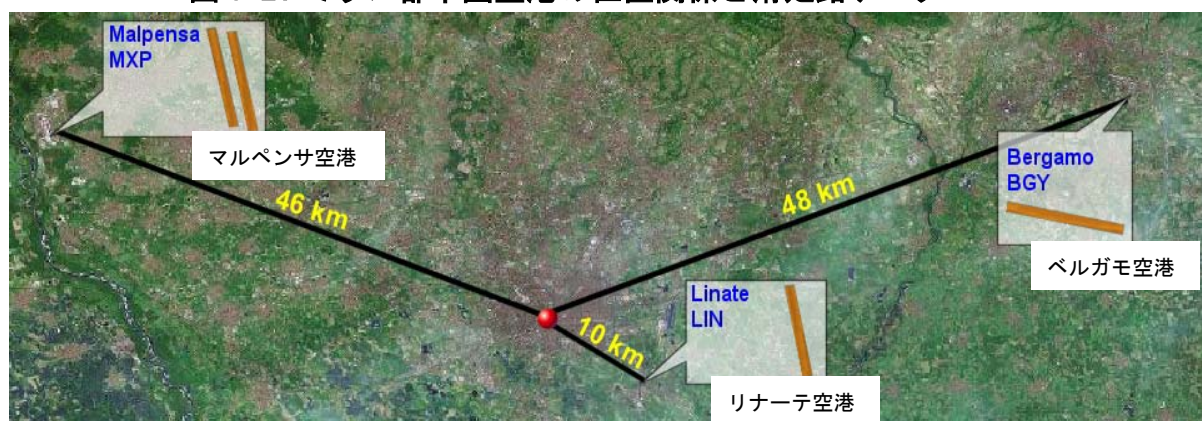 Malpensa
MXP
マルペンサ空港
46 km
48 km
Bergamo
BGY
ベルガモ空港
Linate
LIN
10 km
リナーテ空港